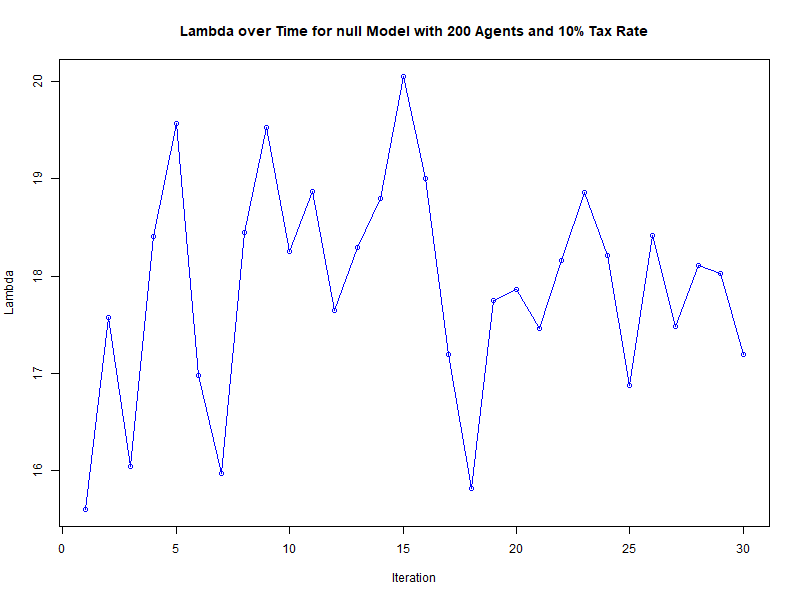 Lambda over Time for null Model with 200 Agents and 10% Tax Rate
20
19
18
17
16
Lambda
0 5 10 15 20 25 30
Iteration